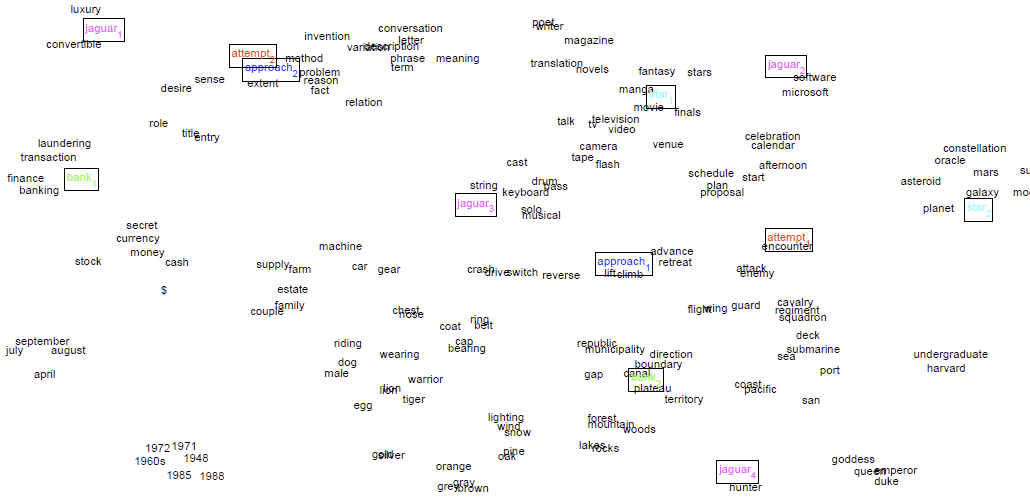 luxury
jaguar1
convertible
invention
conversation
letter
variation description
attempt2
method
phrase
meaning
approach2
problem
term
sense
extent
reason
desire
fact
relation
role
title
entry
poet
writer
magazine
translation
novels
fantasy
stars
manga
star1
movie
finals
talk
tv
television
video
camera
venue
tape
flash
cast
jaguar2
software
microsoft
celebration
calendar
afternoon
schedule
start
plan
proposal
constellation
oracle
mars
asteroid
galaxy
planet
star2
laundering
transaction
finance
bank1
banking
string
drum
bass
keyboard
jaguar3
solo
musical
secret
currency
money
stock
cash
$
machine
supply
farm
car
gear
crash
drive
switch
reverse
estate
family
couple
attempt1
encounter
advance
approach1
retreat
lift
climb
attack
enemy
flight
wing
guard
cavalry
regiment
squadron
deck
submarine
sea
port
chest
nose
ring
coat
belt
cap
bearing
riding
wearing
dog
male
warrior
lion
tiger
egg
september
july
august
april
republic
municipality
direction
boundary
gap
canal
plateau
territory
coast
pacific
san
undergraduate
harvard
lighting
wind
snow
forest
mountain
woods
lakes
rocks
pine
oak
1972
1971
1960s
1948
1985
1988
gold
silver
orange
gray
grey
brown
jaguar4
hunter
goddess
queen
emperor
duke